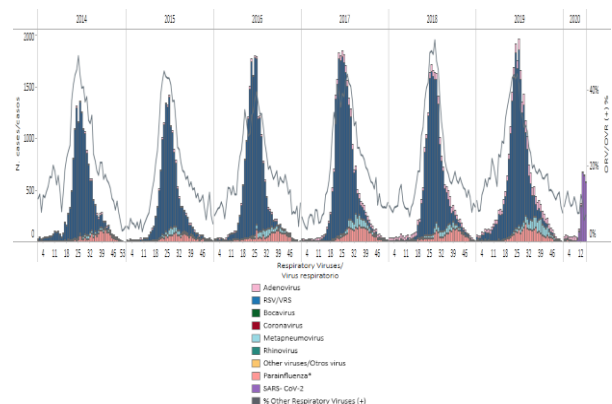 2014 2015 2016 2017 2018 2019 2020
2000
1500
1000
500
0
N. cases/casos
40%
20%
0%
ORV/OVR (+) %
4 11 18 25 32 39 46 53 4 11 18 25 32 39 46 4 11 18 25 32 39 46 4 11 18 25 32 39 46 4 11 18 25 32 39 46 4 11 18 25 32 39 46 4 12
Respiratory Viruses/
Virus respiratorio
Adenovirus
RSV/VRS
Bocavirus
Coronavirus
Metapneumovirus
Rhinovirus
Other viruses/Otros virus
Parainfluenza*
SARS- CoV-2
% Other Respiratory Viruses (+)